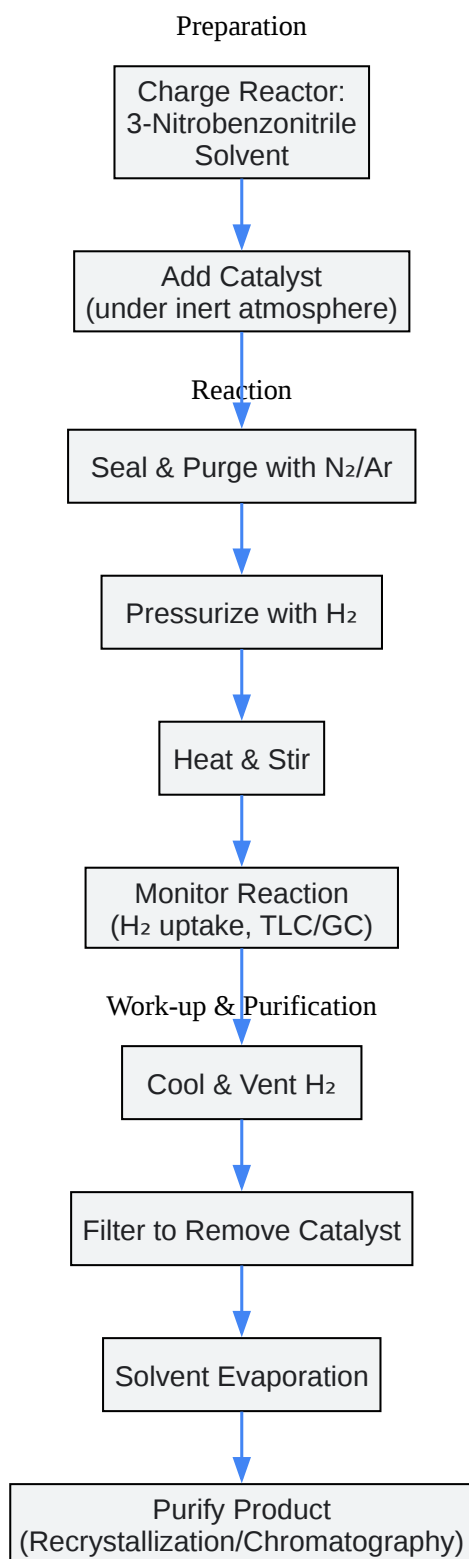 Preparation
Charge Reactor:
3-Nitrobenzonitrile
Solvent
Add Catalyst
(under inert atmosphere)
Reaction
Seal & Purge with N₂/Ar
Pressurize with H₂
Heat & Stir
Monitor Reaction
(H₂ uptake, TLC/GC)
Work-up & Purification
Cool & Vent H₂
Filter to Remove Catalyst
Solvent Evaporation
Purify Product
(Recrystallization/Chromatography)